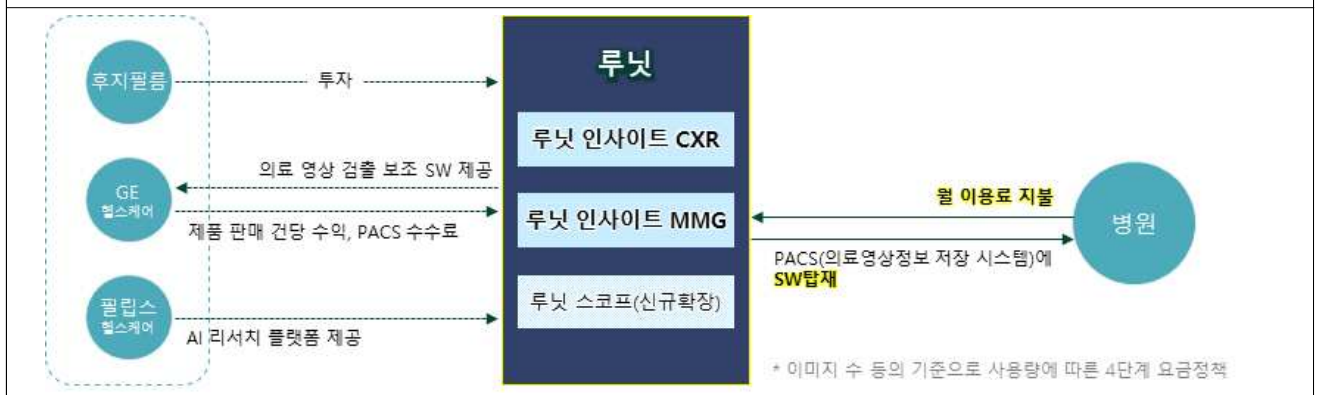 후지필름
투자
GE
헬스케어
의료 영상 검출 보조 SW 제공
제품 판매 건당 수익, PACS 수수료
필립스
헬스케어
AI 리서치 플랫폼 제공
루닛
루닛 인사이트 CXR
루닛 인사이트 MMG
루닛 스코프(신규확장)
월 이용료 지불
PACS(의료영상정보 저장 시스템)에
SW탑재
병원
* 이미지 수 등의 기준으로 사용량에 따른 4단계 요금정책